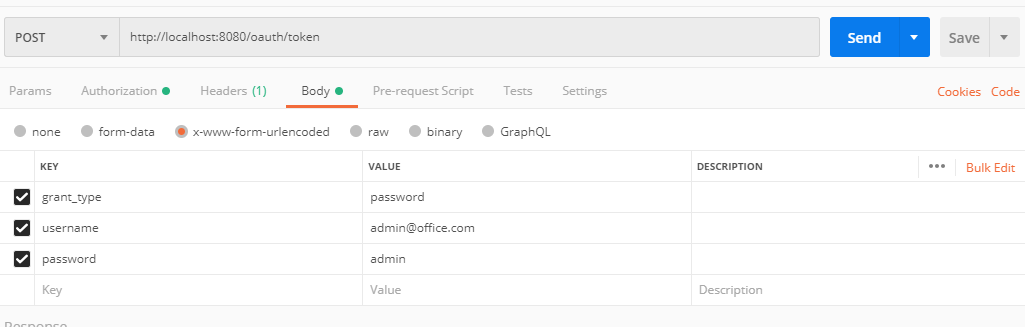 POST http://localhost:8080/oauth/token Send Save
Params Authorization Headers (1) Body Pre-request Script Tests Settings Cookies Code
none form-data x-www-form-urlencoded raw binary GraphQL
KEY VALUE DESCRIPTION ••• Bulk Edit
grant_type password
username admin@office.com
password admin
Key Value Description
Response